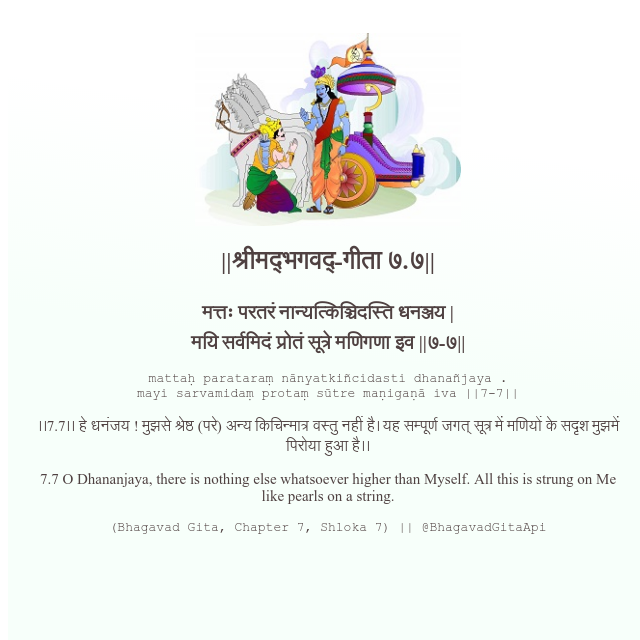 ||श्रीमद्‍भगवद्‍-गीता ७.७||
मत्तः परतरं नान्यत्किञ्चिदस्ति धनञ्जय |
मयि सर्वमिदं प्रोतं सूत्रे मणिगणा इव ||७-७||
mattaḥ parataraṃ nānyatkiñcidasti dhanañjaya .
mayi sarvamidaṃ protaṃ sūtre maṇigaṇā iva ||7-7||
।।7.7।। हे धनंजय ! मुझसे श्रेष्ठ (परे) अन्य किचिन्मात्र वस्तु नहीं है। यह सम्पूर्ण जगत् सूत्र में मणियों के सदृश मुझमें
पिरोया हुआ है।।
7.7 O Dhananjaya, there is nothing else whatsoever higher than Myself. All this is strung on Me
like pearls on a string.
(Bhagavad Gita, Chapter 7, Shloka 7) || @BhagavadGitaApi